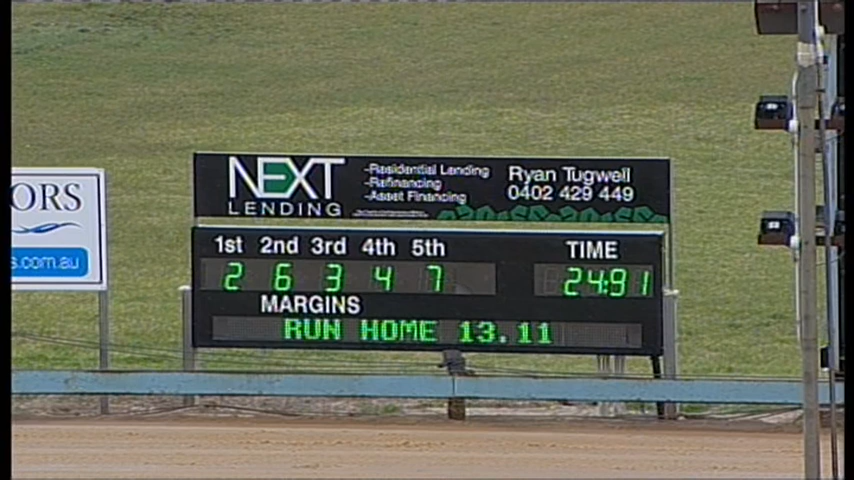 NEXT
LENDING
-Residential Lending
-Refinancing
-Asset Financing
Ryan Tugwell
0402 429 449
ORS
s.com.au
1st 2nd 3rd 4th 5th TIME
2 6 3 4 7 24:91
MARGINS
RUN HOME 13.11